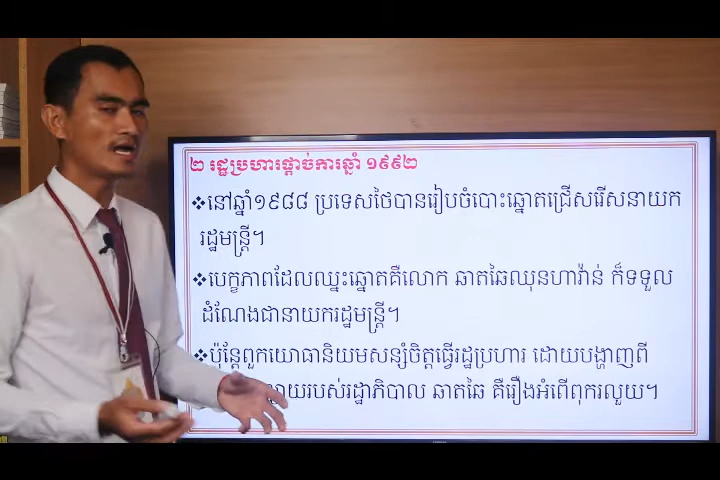 ២ រដ្ឋប្រហារផ្តាច់ការឆ្នាំ ១៩៩២
❖នៅឆ្នាំ១៩៨៨ ប្រទេសថៃបានរៀបចំបោះឆ្នោតជ្រើសរើសនាយក
រដ្ឋមន្ត្រី។
❖បេក្ខភាពដែលឈ្នះឆ្នោតគឺលោក ឆាតឆៃឈុនហាវ៉ាន់ ក៏ទទួល
ដំណែងជានាយករដ្ឋមន្ត្រី។
❖ប៉ុន្តែពួកយោធានិយមសន្សំចិត្តធ្វើរដ្ឋប្រហារ ដោយបង្ហាញពី
របស់រដ្ឋាភិបាល ឆាតឆៃ គឺរឿងអំពើពុករលួយ។